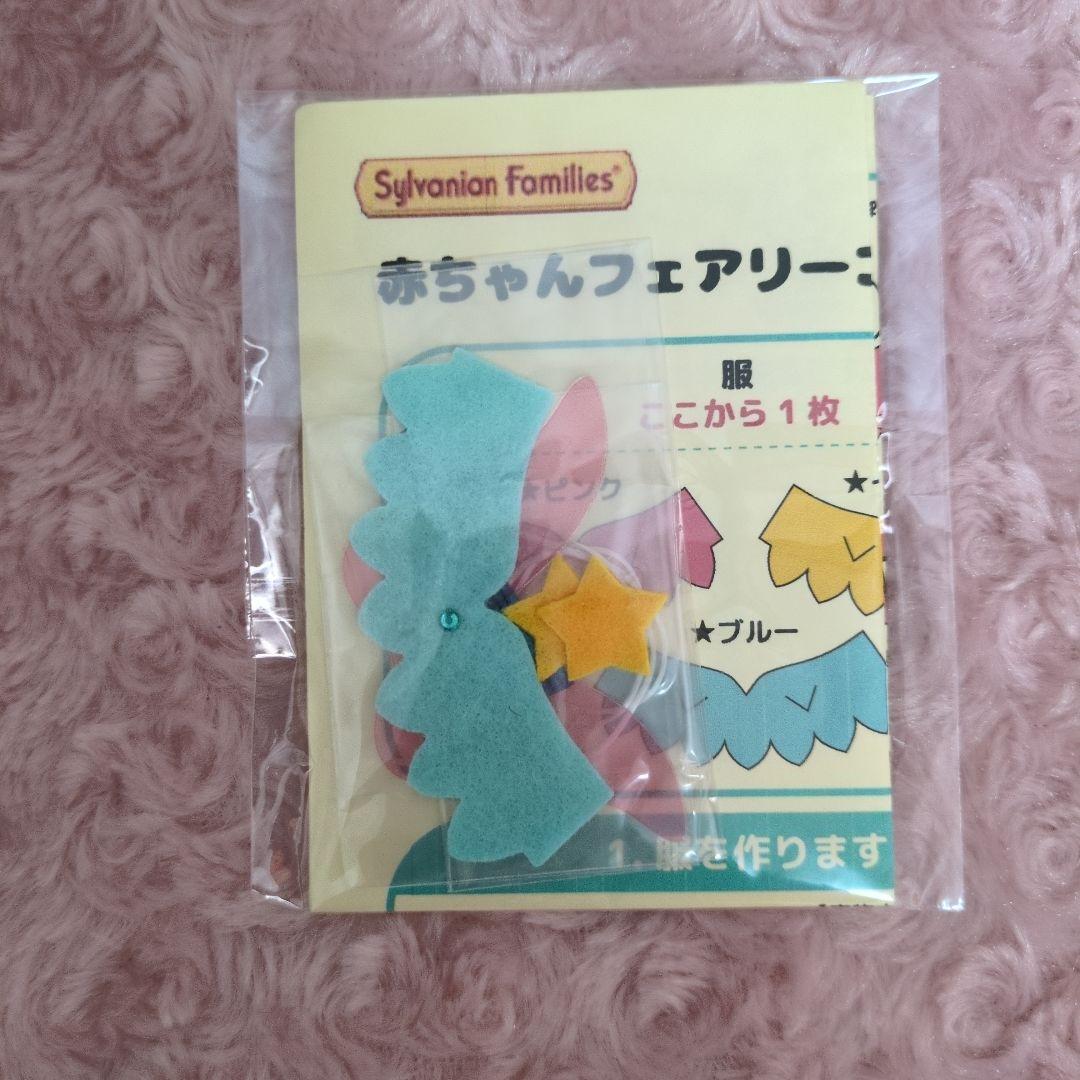 Sylvanian Families®
赤ちゃんフェアリーコ
服
ここから1枚
★ピンク
★イ
★ブルー
1. 服を作ります